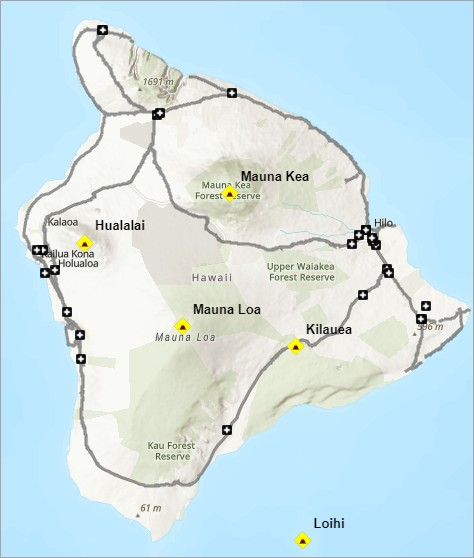 1691 m
Mauna Kea
Mauna Kea
Forest Reserve
Kalaoa
Hualalai
Hilo
Kailua Kona
Holualoa
Upper Waiakea
Forest Reserve
Hawaii
Mauna Loa
Mauna Loa
Kilauea
596 m
Kau Forest
Reserve
61 m
Loihi